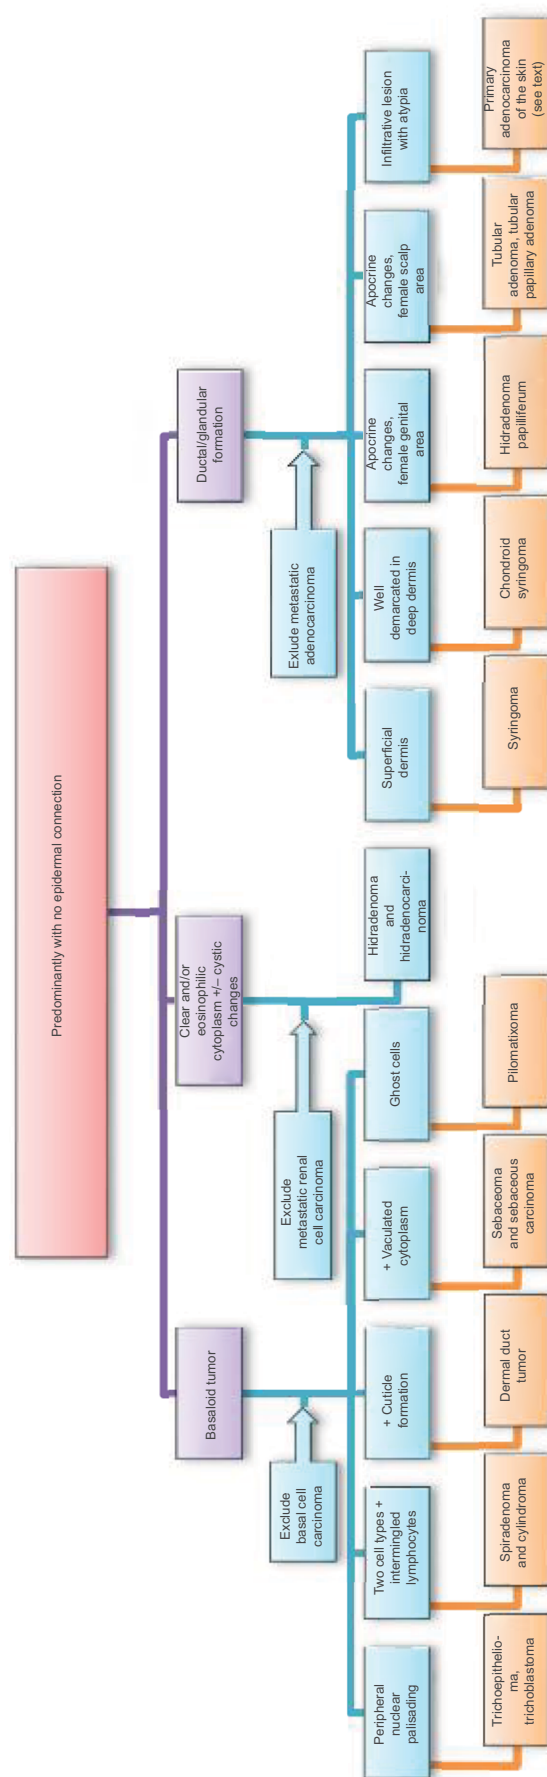 Predominantly with no epidermal connection
Basaloid tumor
Clear and/or
eosinophilic
cytoplasm +/– cystic
changes
Ductal/glandular
formation
Exclude
basal cell
carcinoma
Exclude
metastatic renal
cell carcinoma
Exlude metastatic
adenocarcinoma
Peripheral
nuclear
palisading
Two cell types +
intermingled
lymphocytes
+ Cuticle
formation
+ Vaculated
cytoplasm
Ghost cells
Hidradenoma
and
hidradenocarci-
noma
Superficial
dermis
Well
demarcated in
deep dermis
Apocrine
changes,
female genital
area
Apocrine
changes,
female scalp
area
Infiltrative lesion
with atypia
Trichoepithelio-
ma,
trichoblastoma
Spiradenoma
and cylindroma
Dermal duct
tumor
Sebaceoma
and sebaceous
carcinoma
Pilomatixoma
Syringoma
Chondroid
syringoma
Hidradenoma
papilliferum
Tubular
adenoma, tubular
papillary adenoma
Primary
adenocarcinoma
of the skin
(see text)